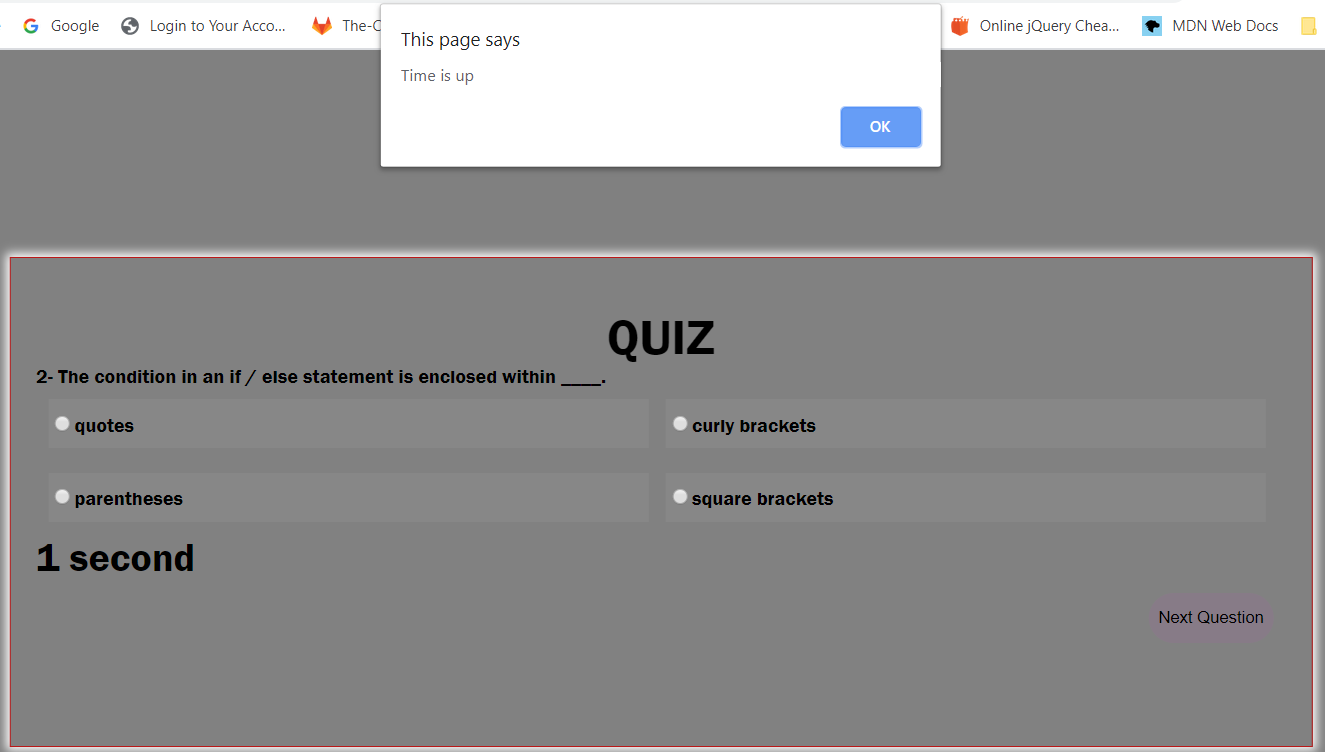 Google
Login to Your Acco...
The-C
Online jQuery Chea...
MDN Web Docs
This page says
Time is up
OK
QUIZ
2- The condition in an if / else statement is enclosed within ____.
quotes
curly brackets
parentheses
square brackets
1 second
Next Question